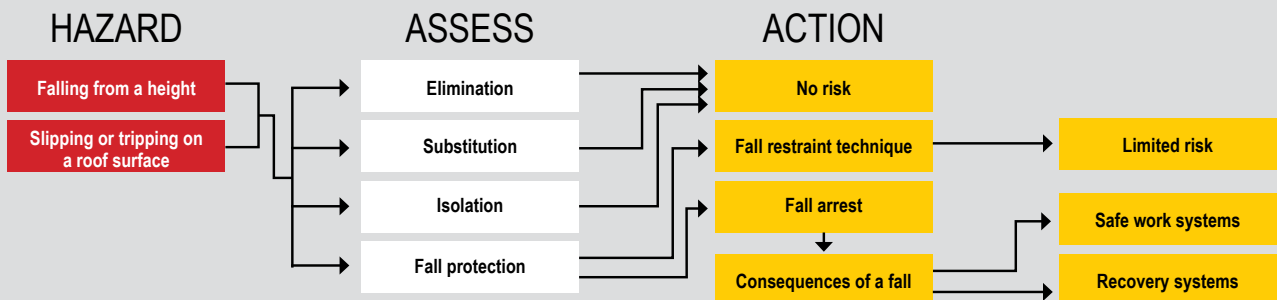 HAZARD
ASSESS
ACTION
Falling from a height
Slipping or tripping on
a roof surface
Elimination
Substitution
Isolation
Fall protection
No risk
Fall restraint technique
Fall arrest
Consequences of a fall
Limited risk
Safe work systems
Recovery systems